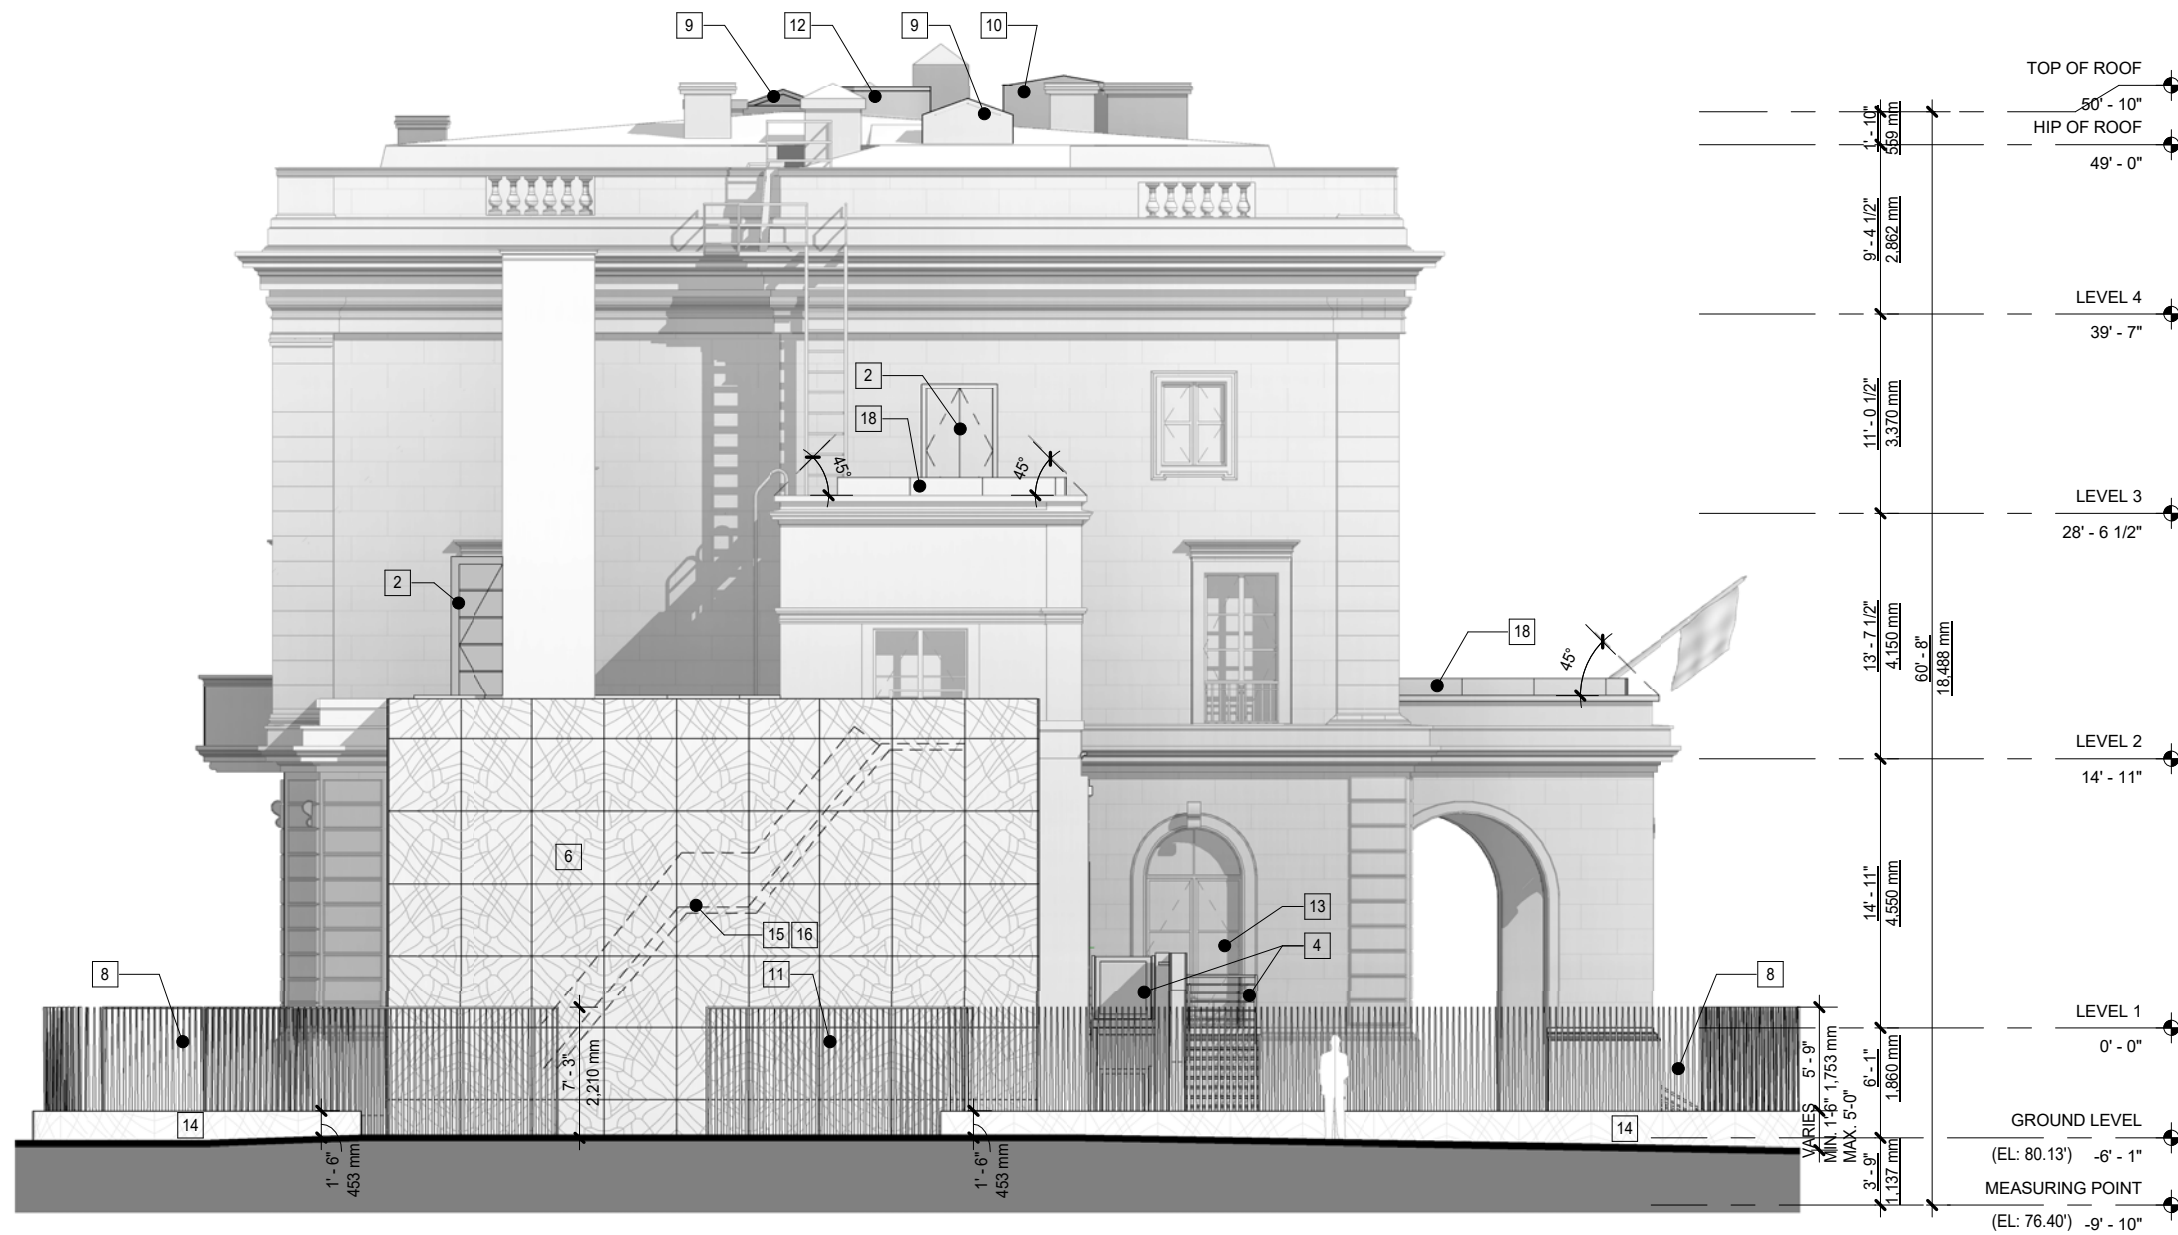 9
12
9
10
TOP OF ROOF
50' - 10"
1' - 10"
559 mm
HIP OF ROOF
49' - 0"
9' - 4 1/2"
2,862 mm
LEVEL 4
39' - 7"
2
18
45°
45°
11' - 0 1/2"
3,370 mm
LEVEL 3
28' - 6 1/2"
2
18
45°
13' - 7 1/2"
4,150 mm
60' - 8"
18,488 mm
LEVEL 2
14' - 11"
6
15 16
13
4
14' - 11"
4,550 mm
8
11
8
LEVEL 1
0' - 0"
7' - 3"
2,210 mm
5' - 9"
1,753 mm
6' - 1"
1,860 mm
14
14
VARIES
MIN. 1'-6"
MAX. 5'-0"
GROUND LEVEL
(EL: 80.13') -6' - 1"
1' - 6"
453 mm
1' - 6"
453 mm
3' - 9"
1,137 mm
MEASURING POINT
(EL: 76.40') -9' - 10"